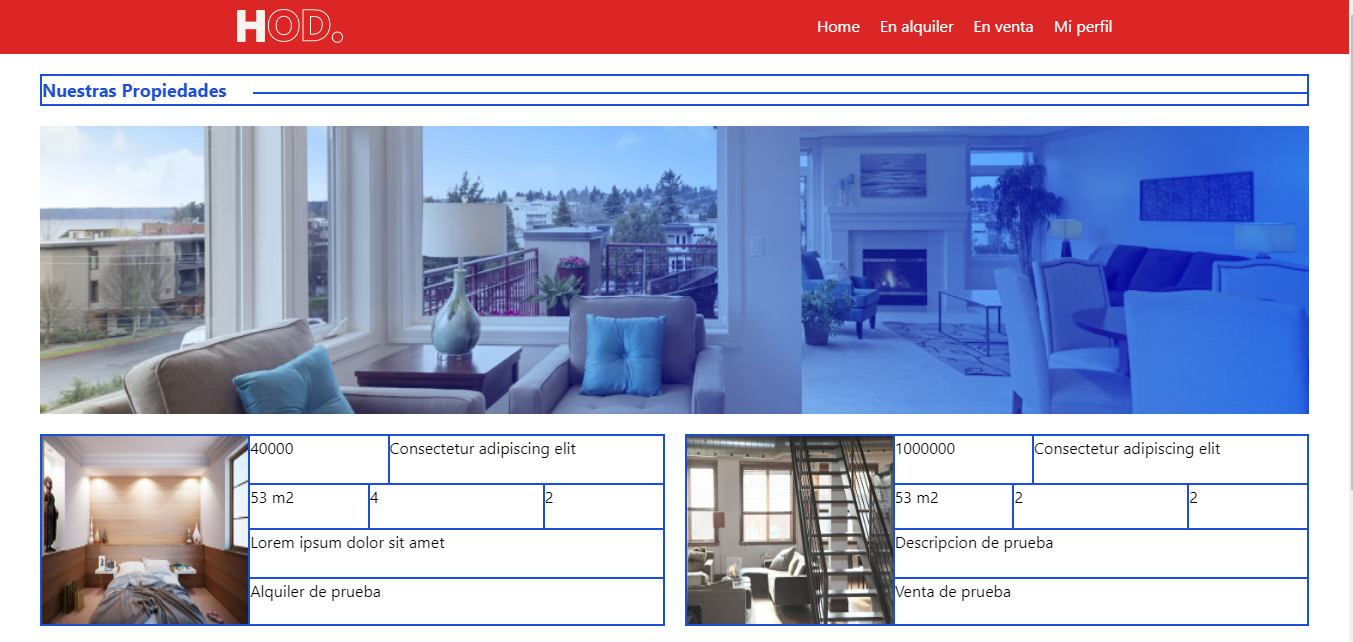 HOD.
Home En alquiler En venta Mi perfil
Nuestras Propiedades
40000 Consectetur adipiscing elit
53 m2 4 2
Lorem ipsum dolor sit amet
Alquiler de prueba
1000000 Consectetur adipiscing elit
53 m2 2 2
Descripcion de prueba
Venta de prueba